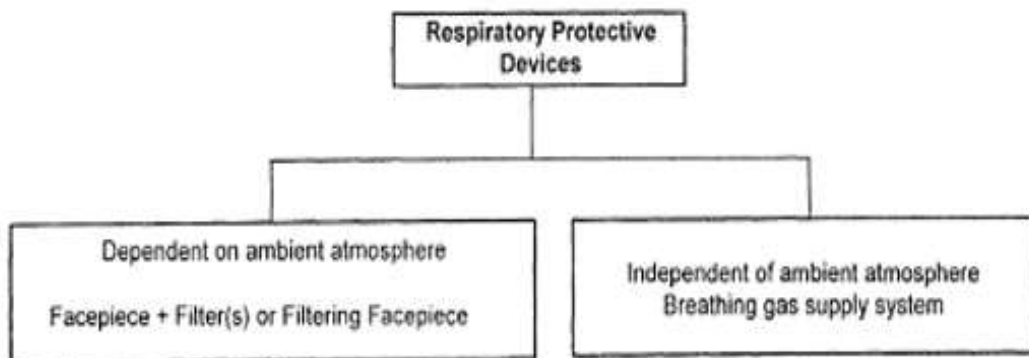 Respiratory Protective
Devices
Dependent on ambient atmosphere
Facepiece + Filter(s) or Filtering Facepiece
Independent of ambient atmosphere
Breathing gas supply system